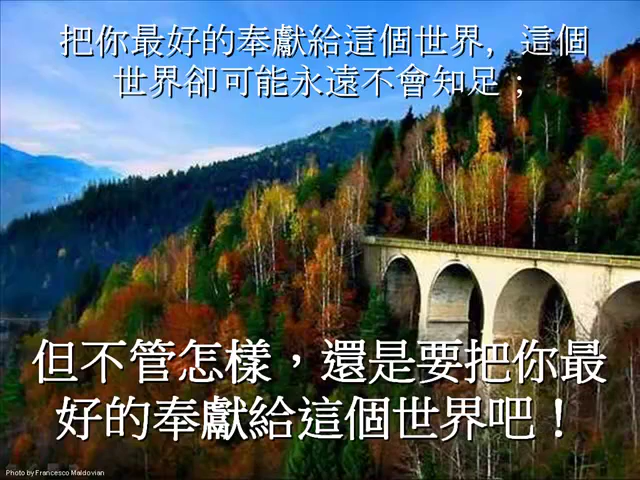 把你最好的奉獻給這個世界，這個
世界卻可能永遠不會知足；
但不管怎樣，還是要把你最
好的奉獻給這個世界吧！
Photo by Francesco Maldovian